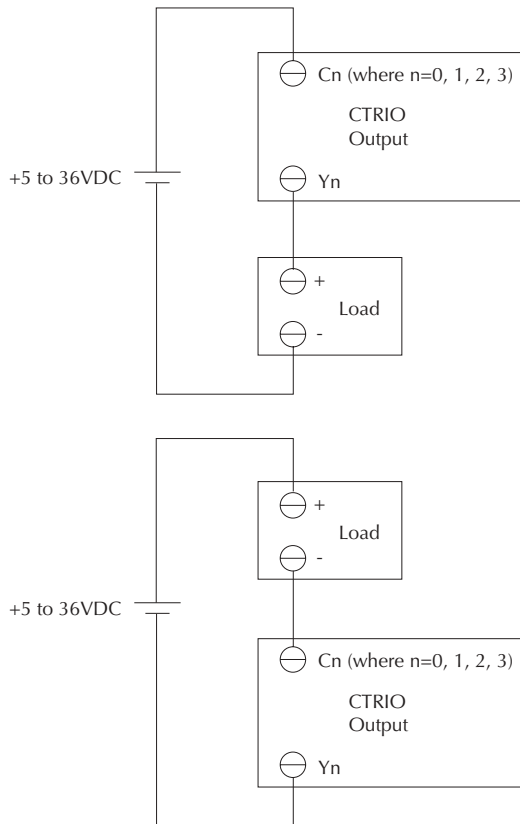 Cn (where n=0, 1, 2, 3)
CTRIO
Output
+5 to 36VDC
Yn
+
Load
-
+
Load
-
+5 to 36VDC
Cn (where n=0, 1, 2, 3)
CTRIO
Output
Yn